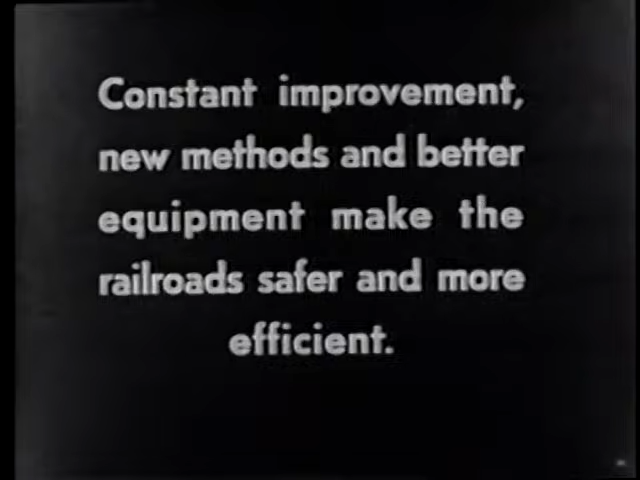 Constant improvement,
new methods and better
equipment make the
railroads safer and more
efficient.